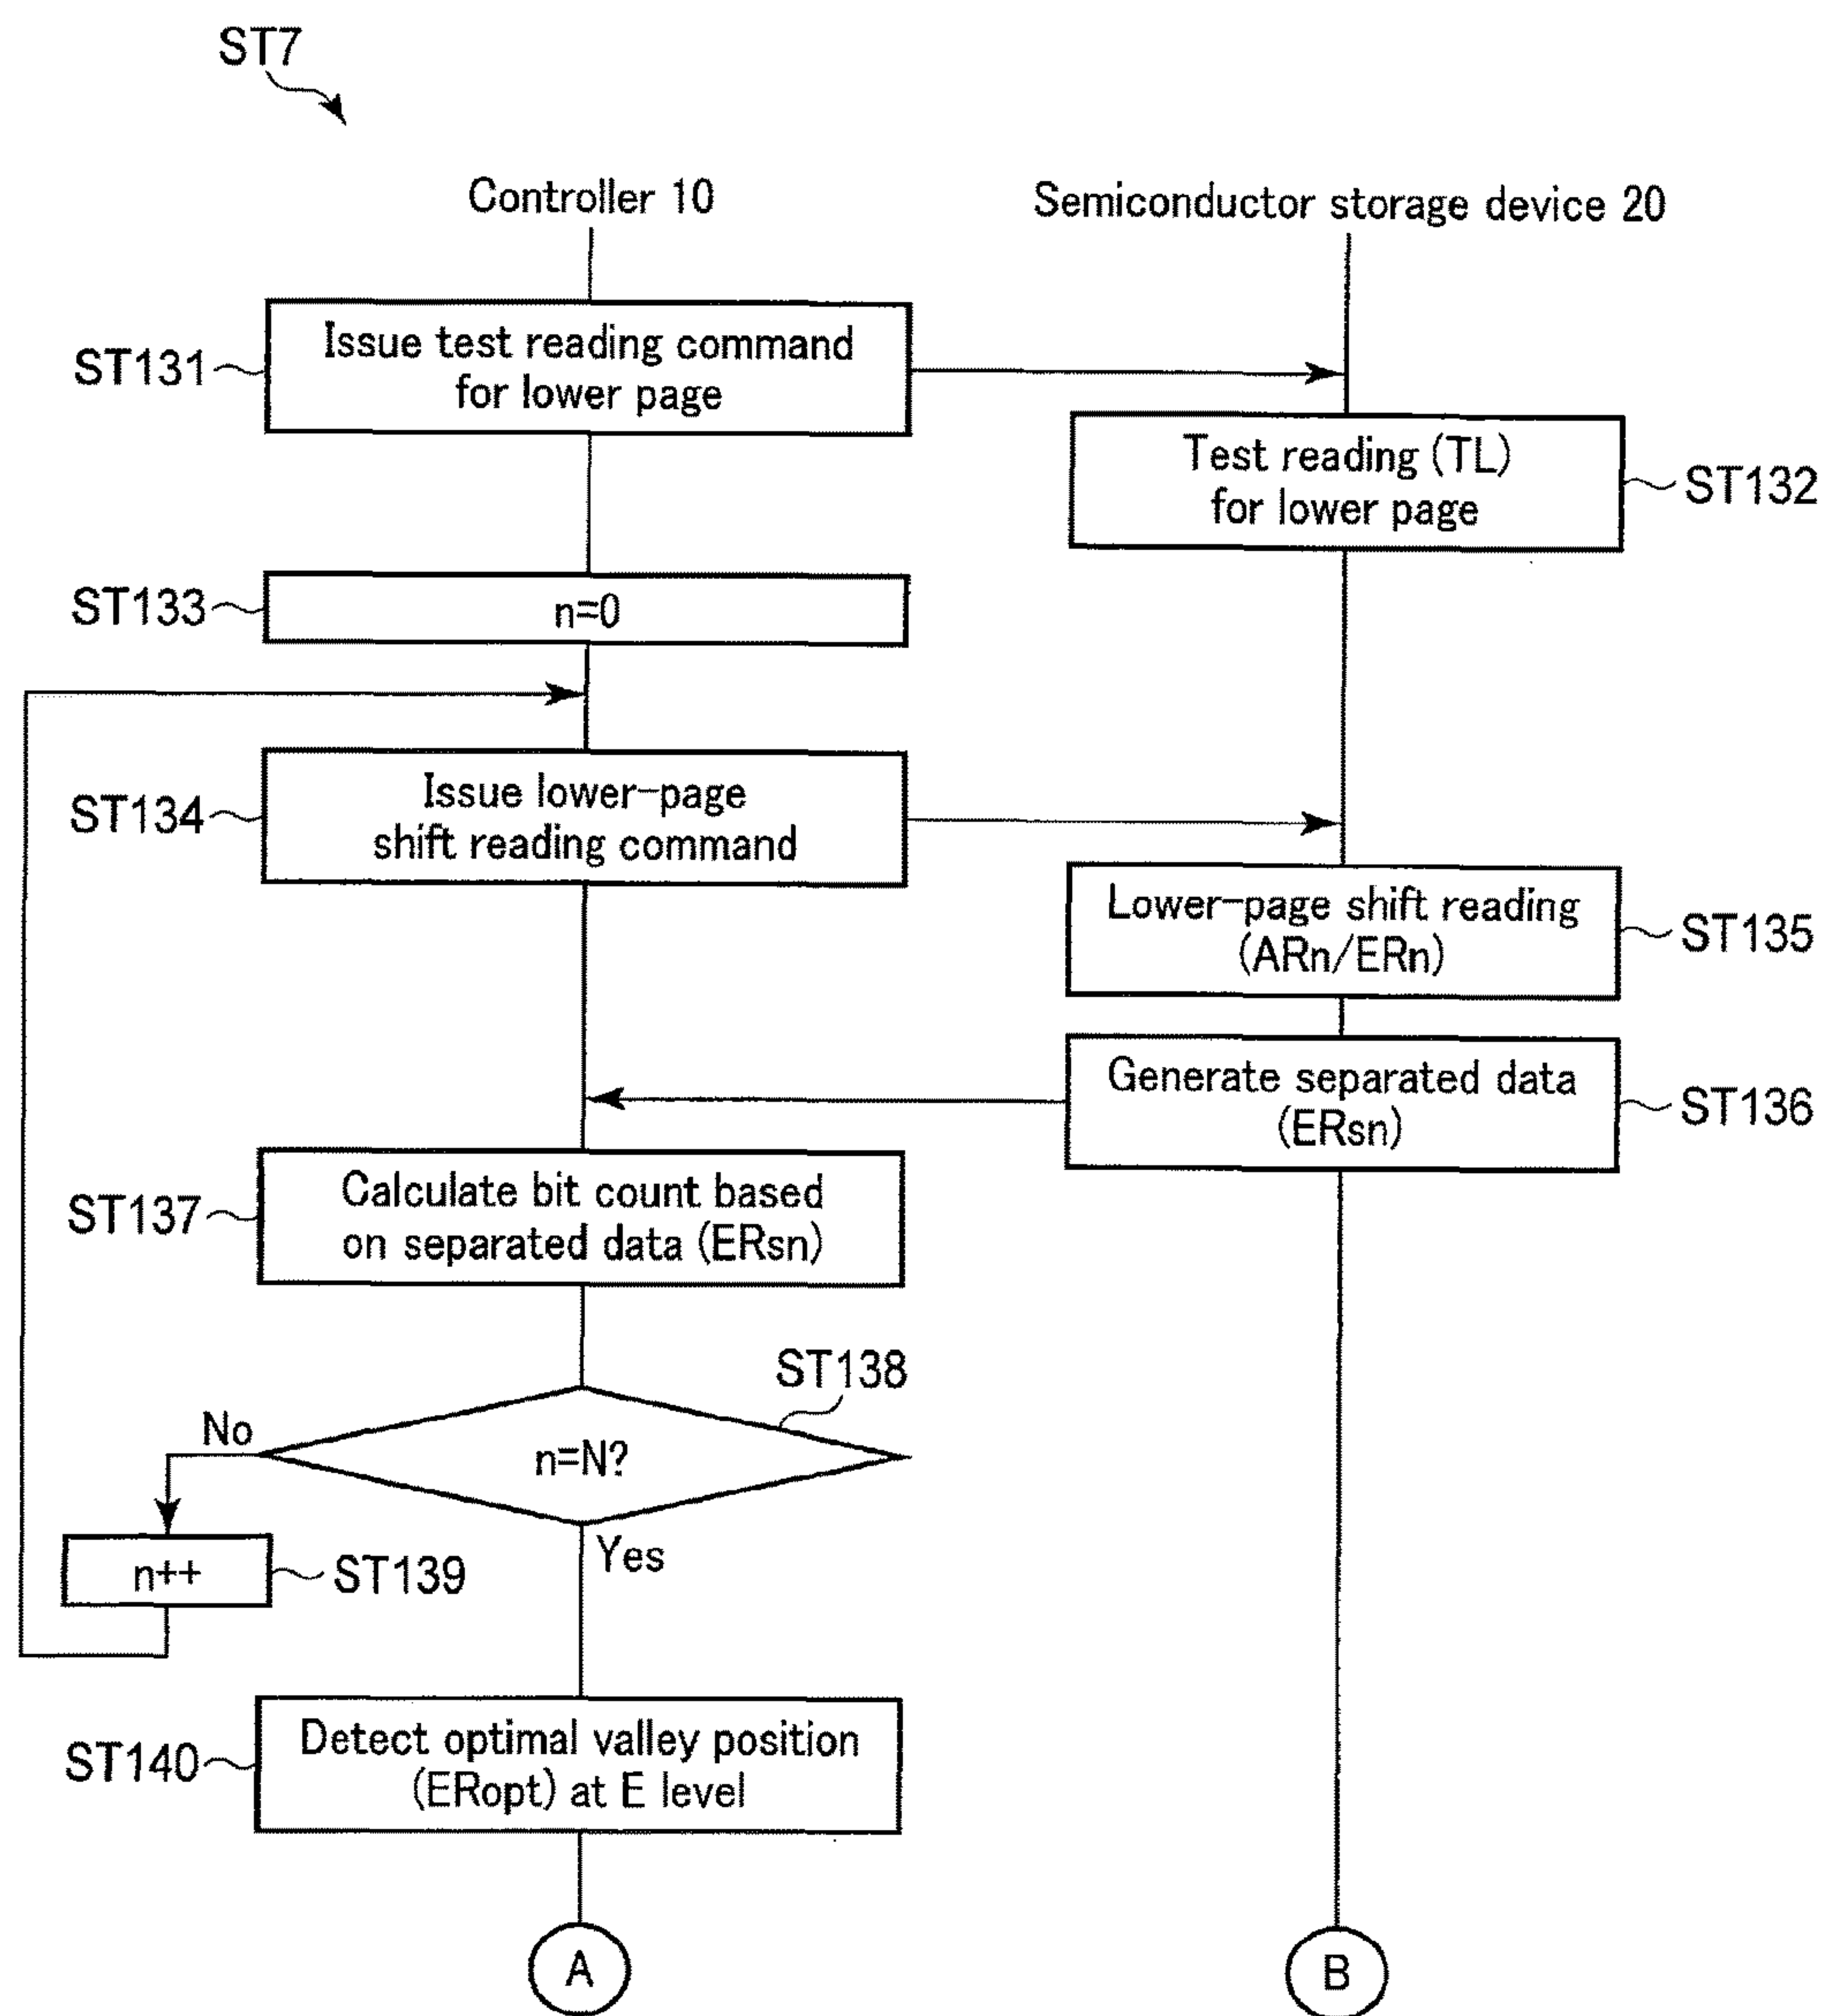 ST7
Controller 10
Semiconductor storage device 20
ST131
Issue test reading command
for lower page
Test reading (TL)
for lower page
ST132
ST133
n=0
ST134
Issue lower-page
shift reading command
Lower-page shift reading
(ARn/ERn)
ST135
Generate separated data
(ERsn)
ST136
ST137
Calculate bit count based
on separated data (ERsn)
ST138
No
n=N?
Yes
n++
ST139
ST140
Detect optimal valley position
(ERopt) at E level
A
B